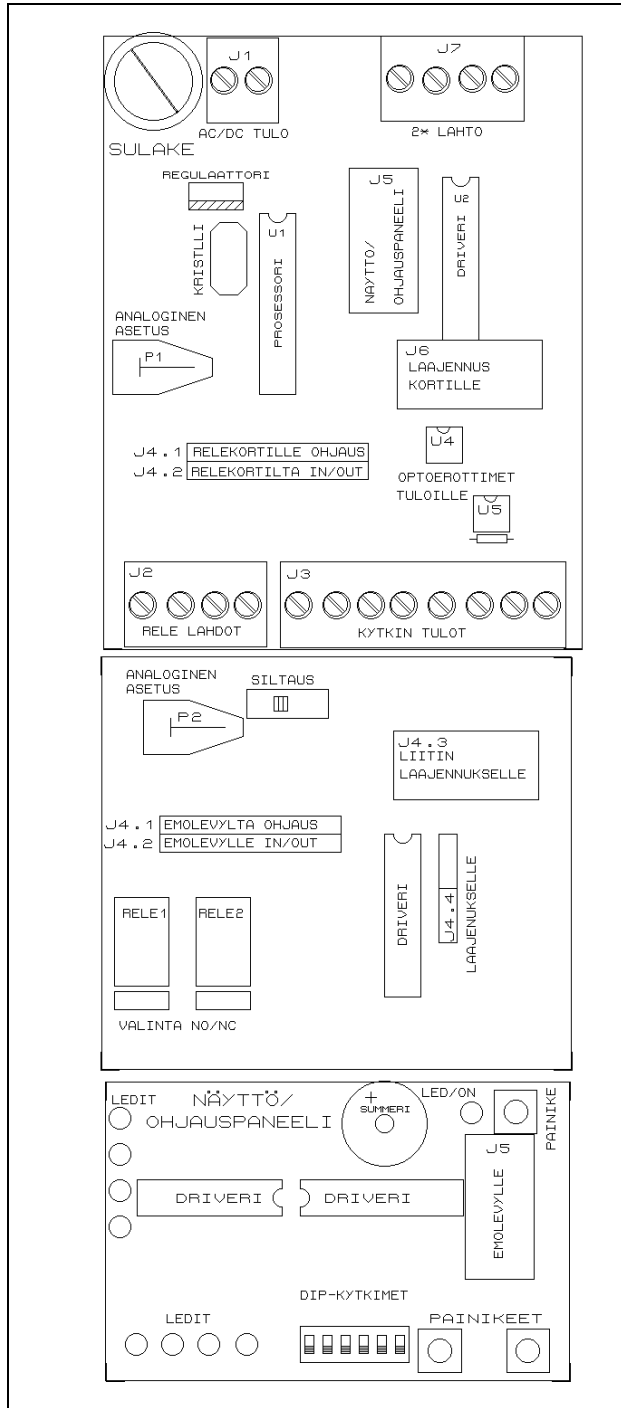 J1
J7
AC/DC TULO
2* LAHTO
SULAKE
REGULAATTORI
J5
NAYTTO/
OHJAUSPANEELI
U2
DRIVERI
KRISTLLI
U1
PROSESSORI
ANALOGINEN
ASETUS
P1
J6
LAAJENNUS
KORTILLE
U4
J4.1 RELEKORTILLE OHJAUS
J4.2 RELEKORTILTA IN/OUT
OPTOEROTTIMET
TULOILLE
U5
J2
J3
RELE LAHDOT
KYTKIN TULOT
ANALOGINEN
ASETUS
SILTAUS
P2
J4.3
LIITIN
LAAJENNUKSELLE
J4.1 EMOLEVYLTA OHJAUS
J4.2 EMOLEVYLLE IN/OUT
DRIVERI
J4.4
LAAJENUKSELLE
RELE1
RELE2
VALINTA NO/NC
LEDIT
NÄYTTÖ/
OHJAUSPANEELI
+
SUMMERI
LED/ON
PAINIKE
J5
EMOLEVYLLE
DRIVERI
DRIVERI
DIP-KYTKIMET
LEDIT
PAINIKEET